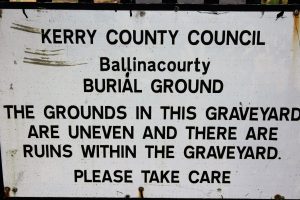 KERRY COUNTY COUNCIL
Ballinacourty
BURIAL GROUND
THE GROUNDS IN THIS GRAVEYARD
ARE UNEVEN AND THERE ARE
RUINS WITHIN THE GRAVEYARD.
PLEASE TAKE CARE